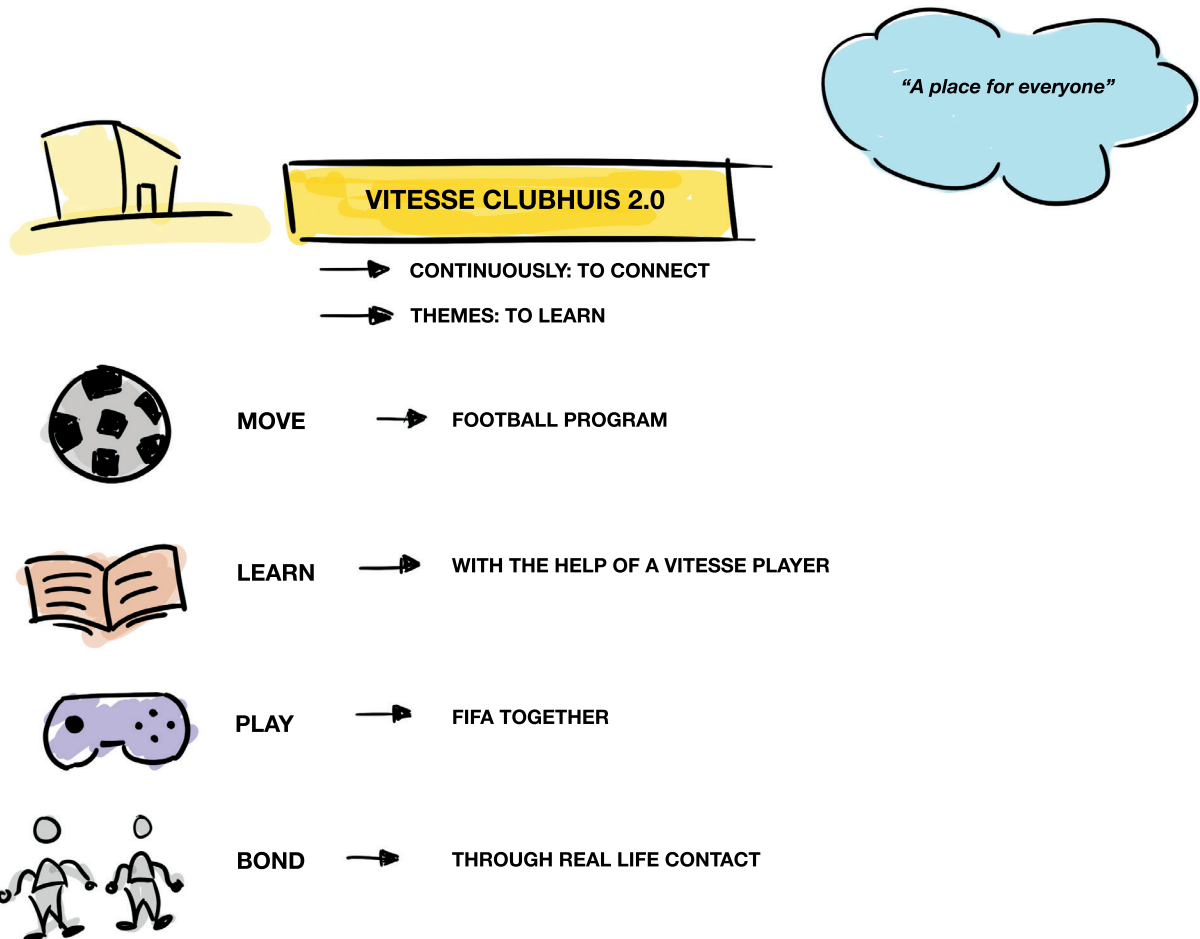 “A place for everyone”
VITESSE CLUBHUIS 2.0
CONTINUOUSLY: TO CONNECT
THEMES: TO LEARN
MOVE FOOTBALL PROGRAM
LEARN WITH THE HELP OF A VITESSE PLAYER
PLAY FIFA TOGETHER
BOND THROUGH REAL LIFE CONTACT